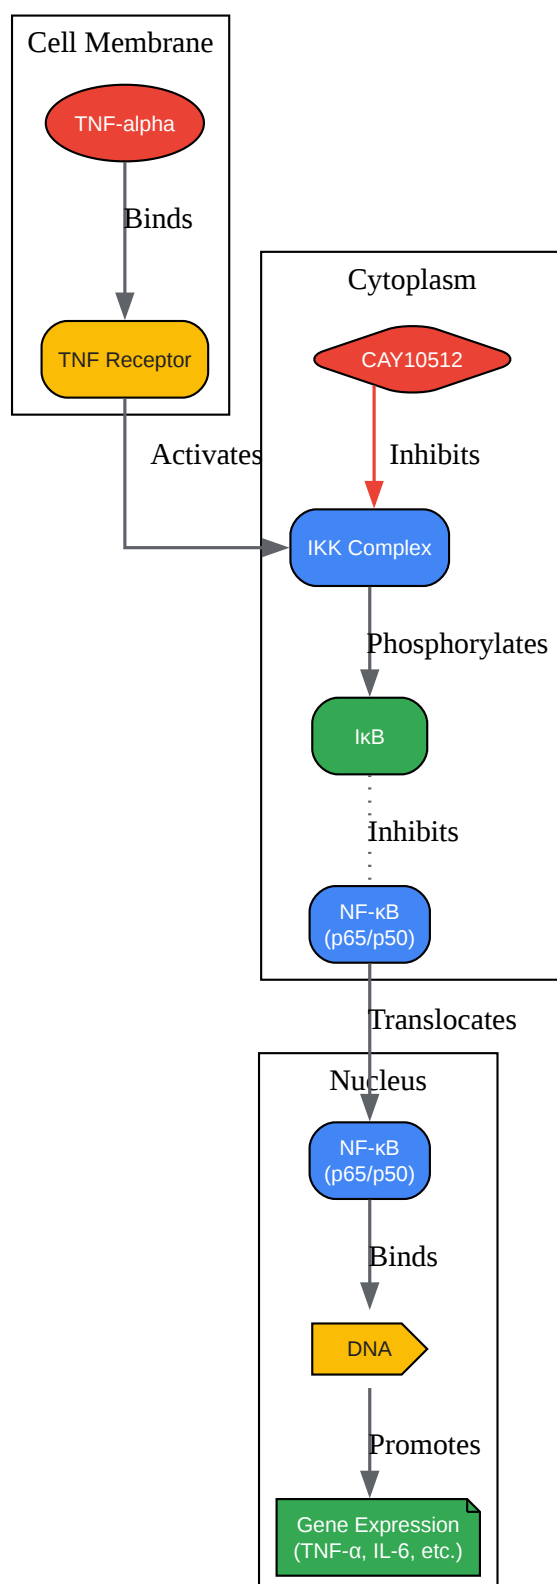 Cell Membrane
TNF-alpha
Binds
TNF Receptor
Activates
Cytoplasm
CAY10512
Inhibits
IKK Complex
Phosphorylates
IκB
Inhibits
NF-κB
(p65/p50)
Translocates
Nucleus
NF-κB
(p65/p50)
Binds
DNA
Promotes
Gene Expression
(TNF-α, IL-6, etc.)